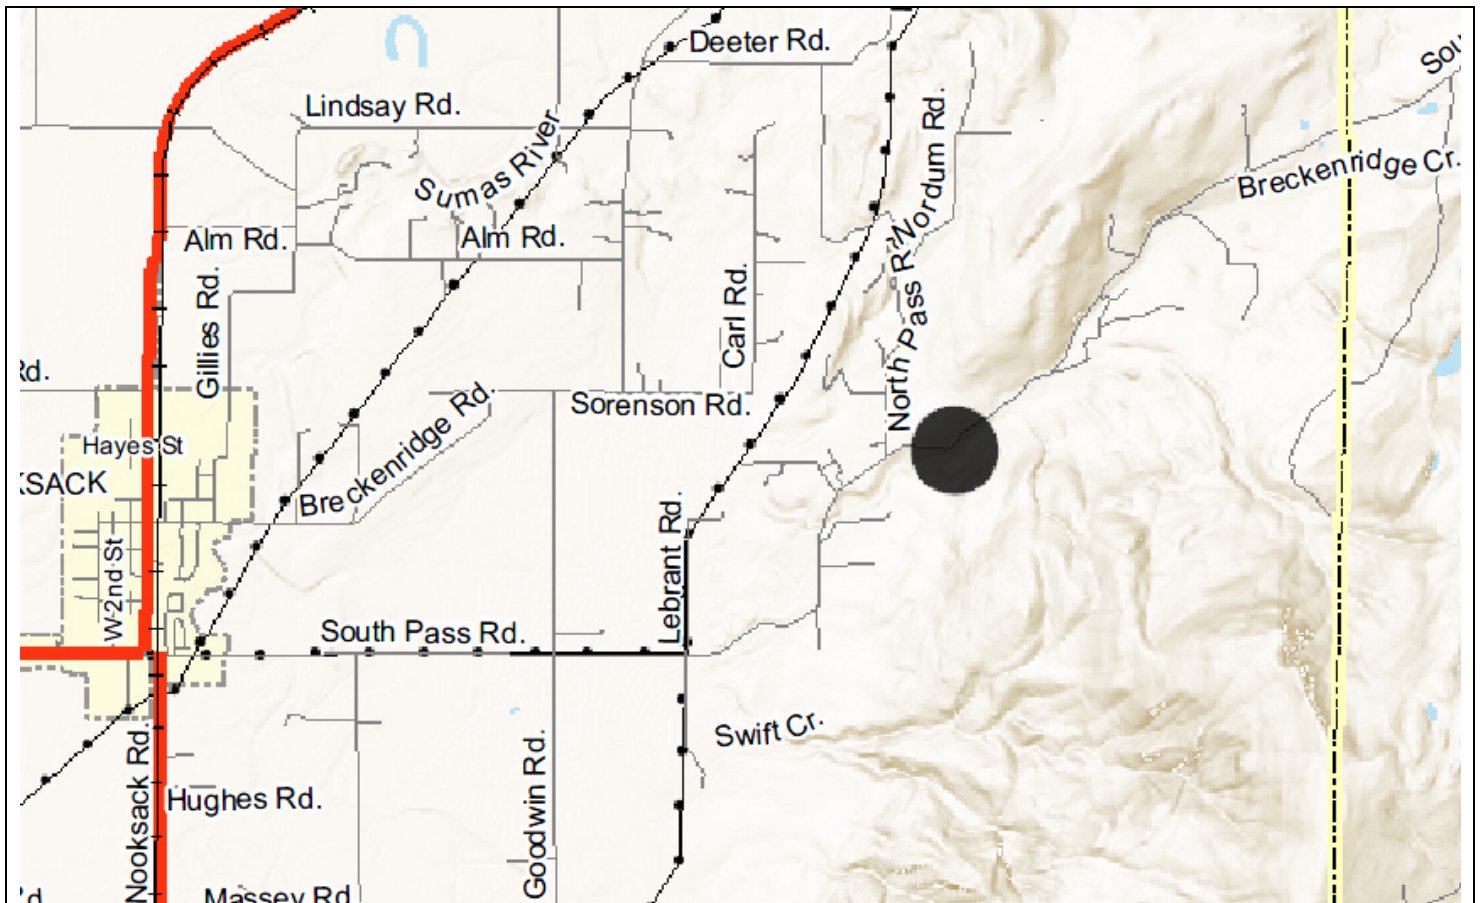 Deeter Rd.
Sou
Lindsay Rd.
Sumas River
Nordum Rd.
Breckenridge Cr.
Alm Rd.
Alm Rd.
Gillies Rd.
Carl Rd.
North Pass R
Rd.
Breckenridge Rd.
Sorenson Rd.
Hayes St
KSACK
W 2nd St
Lebrant Rd.
South Pass Rd.
Swift Cr.
Nooksack Rd.
Hughes Rd.
Goodwin Rd.
Massey Rd